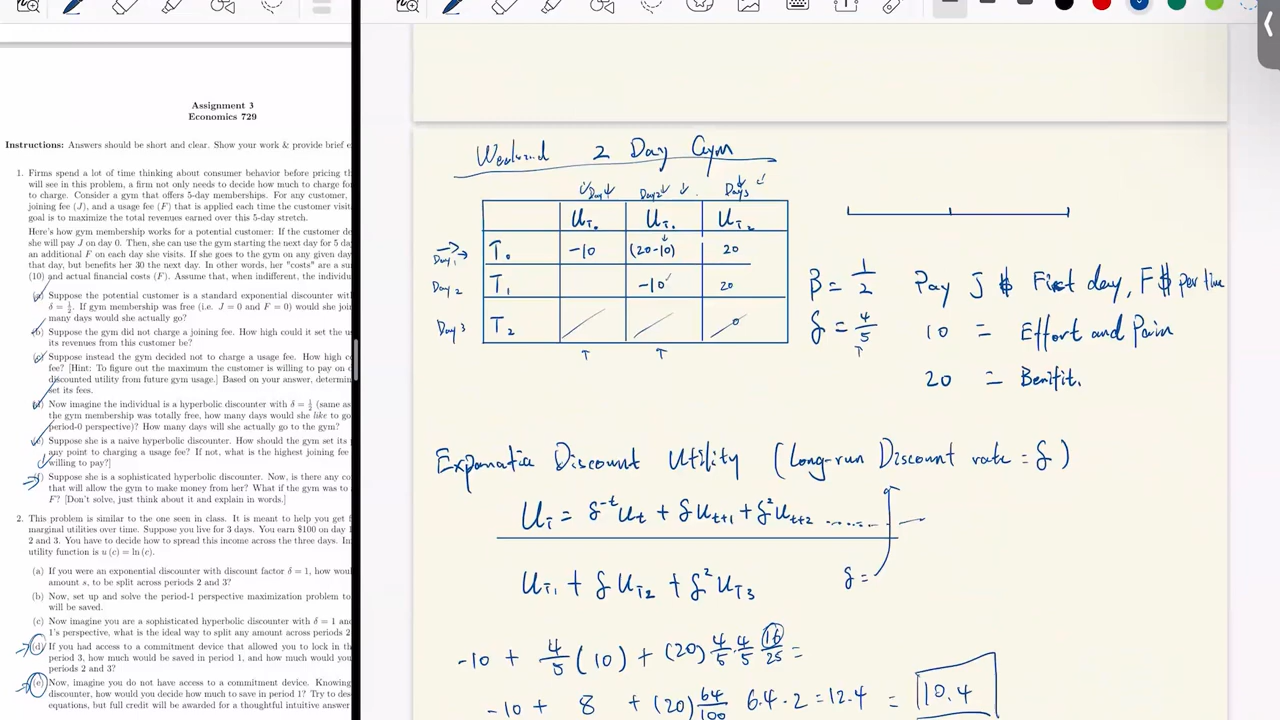 Assignment 3
Economics 729
Instructions: Answers should be short and clear. Show your work & provide brief e
1. Firms spend a lot of time thinking about consumer behavior before pricing th
will see in this problem, a firm not only needs to decide how much to charge for
to charge. Consider a gym that offers 5-day memberships. For any customer,
joining fee (J), and a usage fee (F) that is applied each time the customer visit
goal is to maximize the total revenues earned over this 5-day stretch.
Here's how gym membership works for a potential customer: If the customer de
she will pay J on day 0. Then, she can use the gym starting the next day for 5 da
an additional F on each day she visits. If she goes to the gym on any given day
that day, but benefits her 30 the next day. In other words, her "costs" are a su
(10) and actual financial costs (F). Assume that, when indifferent, the individua
(a) Suppose the potential customer is a standard exponential discounter wit
δ = 1/2. If gym membership was free (i.e. J = 0 and F = 0) would she joi
many days would she actually go?
(b) Suppose the gym did not charge a joining fee. How high could it set the us
its revenues from this customer be?
(c) Suppose instead the gym decided not to charge a usage fee. How high co
fee? [Hint: To figure out the maximum the customer is willing to pay on d
discounted utility from future gym usage.] Based on your answer, determin
set its fees.
(d) Now imagine the individual is a hyperbolic discounter with δ = 1/2 (same as
the gym membership was totally free, how many days would she like to go
period-0 perspective)? How many days will she actually go to the gym?
(e) Suppose she is a naive hyperbolic discounter. How should the gym set its
any point to charging a usage fee? If not, what is the highest joining fee
willing to pay?]
(f) Suppose she is a sophisticated hyperbolic discounter. Now, is there any co
that will allow the gym to make money from her? What if the gym was to
F? [Don't solve, just think about it and explain in words.]
2. This problem is similar to the one seen in class. It is meant to help you get f
marginal utilities over time. Suppose you live for 3 days. You earn $100 on day 1
2 and 3. You have to decide how to spread this income across the three days. In
utility function is u (c) = ln (c).
(a) If you were an exponential discounter with discount factor δ = 1, how wou
amount s, to be split across periods 2 and 3?
(b) Now, set up and solve the period-1 perspective maximization problem to
will be saved.
(c) Now imagine you are a sophisticated hyperbolic discounter with δ = 1 an
1's perspective, what is the ideal way to split any amount across periods 2
(d) If you had access to a commitment device that allowed you to lock in th
period 3, how much would be saved in period 1, and how much would you
periods 2 and 3?
(e) Now, imagine you do not have access to a commitment device. Knowing
discounter, how would you decide how much to save in period 1? Try to des
equations, but full credit will be awarded for a thoughtful intuitive answer
Weekend 2 Day Gym
Day1 Day2 Day3
UT0 UT1 UT2
Day1 T0 -10 (20-10) 20
Day 2 T1 -10 20
Day 3 T2 0
β = 1/2 Pay J $ First day, F $ per time
δ = 4/5 10 = Effort and Pain
20 = Benifit.
Exponatia Discount Utility (Long-run Discount rate = δ)
UT = δ^-t Ut + δUt+1 + δ²Ut+2 ........
UT1 + δ UT2 + δ² UT3 δ =
-10 + 4/5 (10) + (20) 4/5 · 4/5 16/25 =
-10 + 8 + (20) 64/100 6.4 · 2 = 12.4 = 10.4